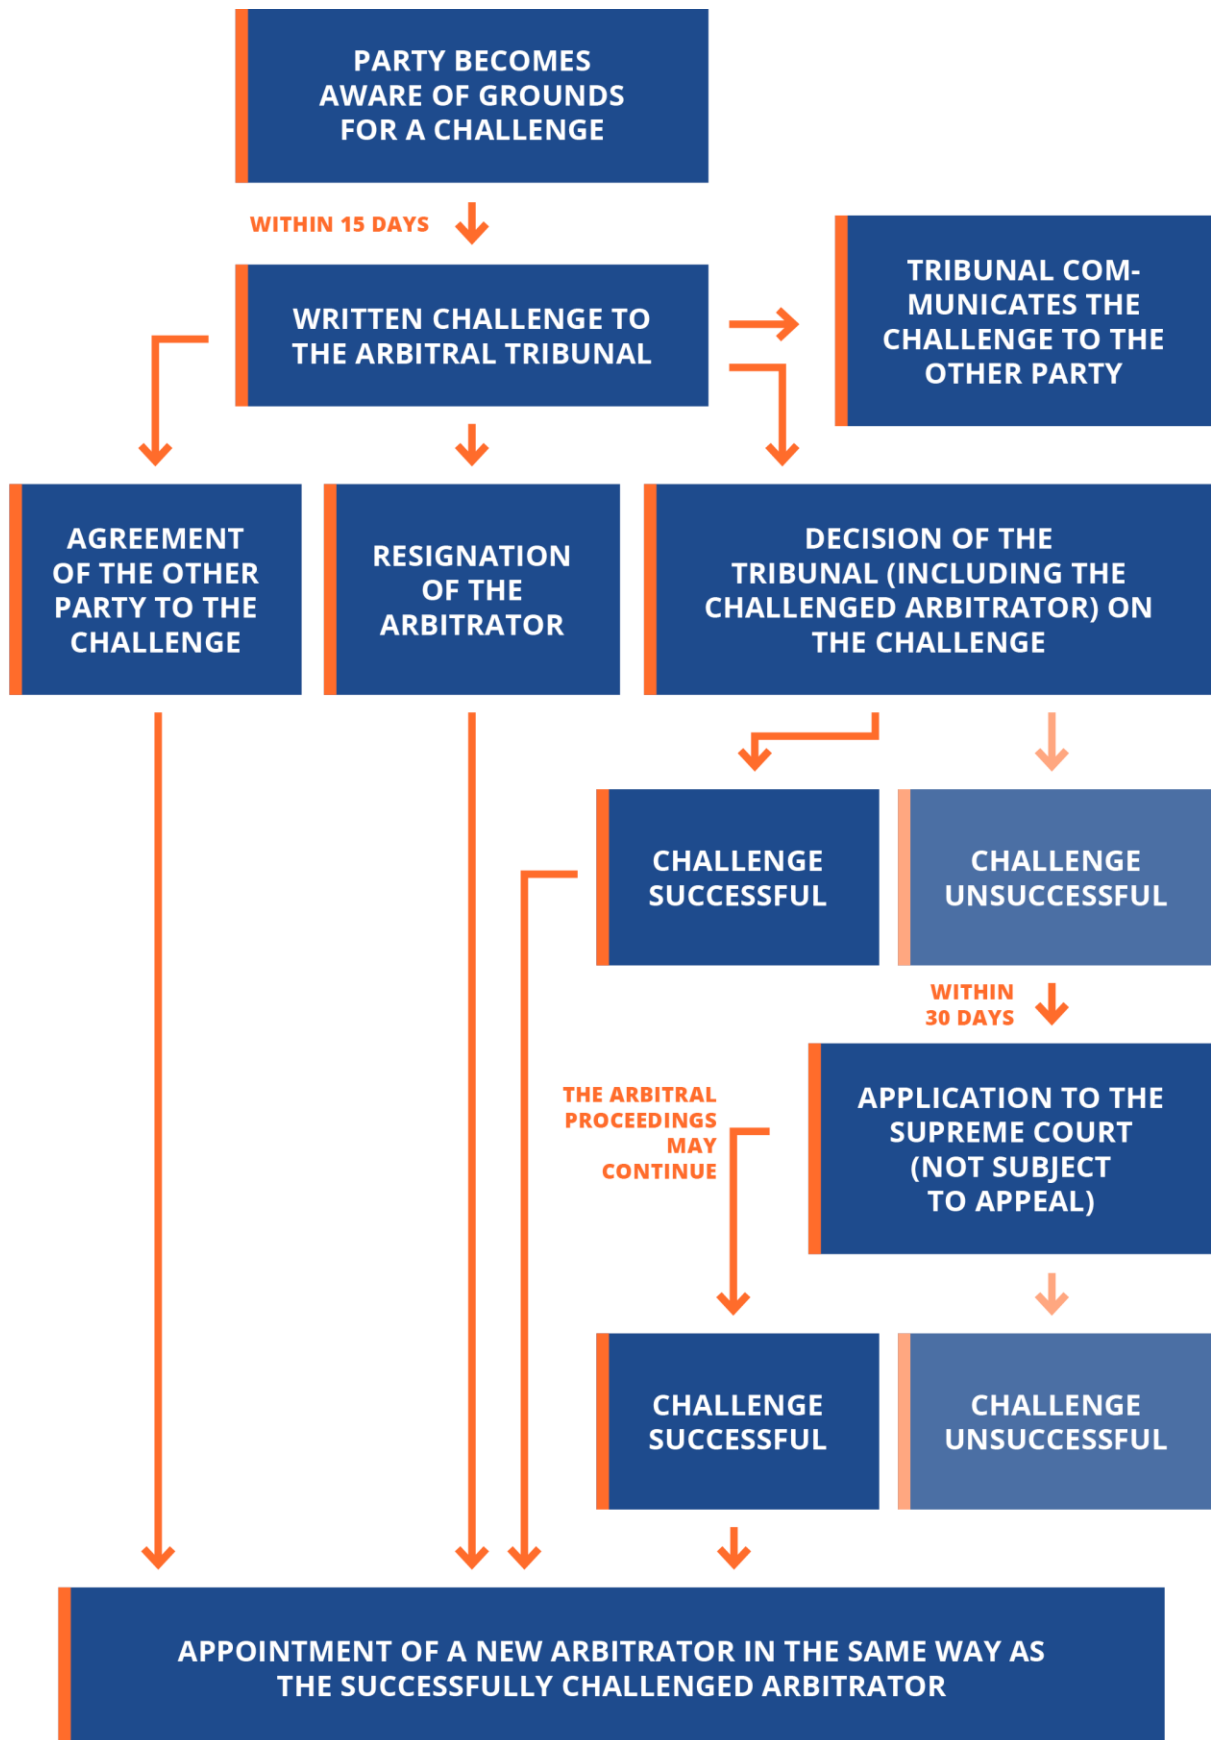 PARTY BECOMES
AWARE OF GROUNDS
FOR A CHALLENGE
WITHIN 15 DAYS
WRITTEN CHALLENGE TO
THE ARBITRAL TRIBUNAL
TRIBUNAL COM-
MUNICATES THE
CHALLENGE TO THE
OTHER PARTY
AGREEMENT
OF THE OTHER
PARTY TO THE
CHALLENGE
RESIGNATION
OF THE
ARBITRATOR
DECISION OF THE
TRIBUNAL (INCLUDING THE
CHALLENGED ARBITRATOR) ON
THE CHALLENGE
CHALLENGE
SUCCESSFUL
CHALLENGE
UNSUCCESSFUL
WITHIN
30 DAYS
THE ARBITRAL
PROCEEDINGS
MAY
CONTINUE
APPLICATION TO THE
SUPREME COURT
(NOT SUBJECT
TO APPEAL)
CHALLENGE
SUCCESSFUL
CHALLENGE
UNSUCCESSFUL
APPOINTMENT OF A NEW ARBITRATOR IN THE SAME WAY AS
THE SUCCESSFULLY CHALLENGED ARBITRATOR